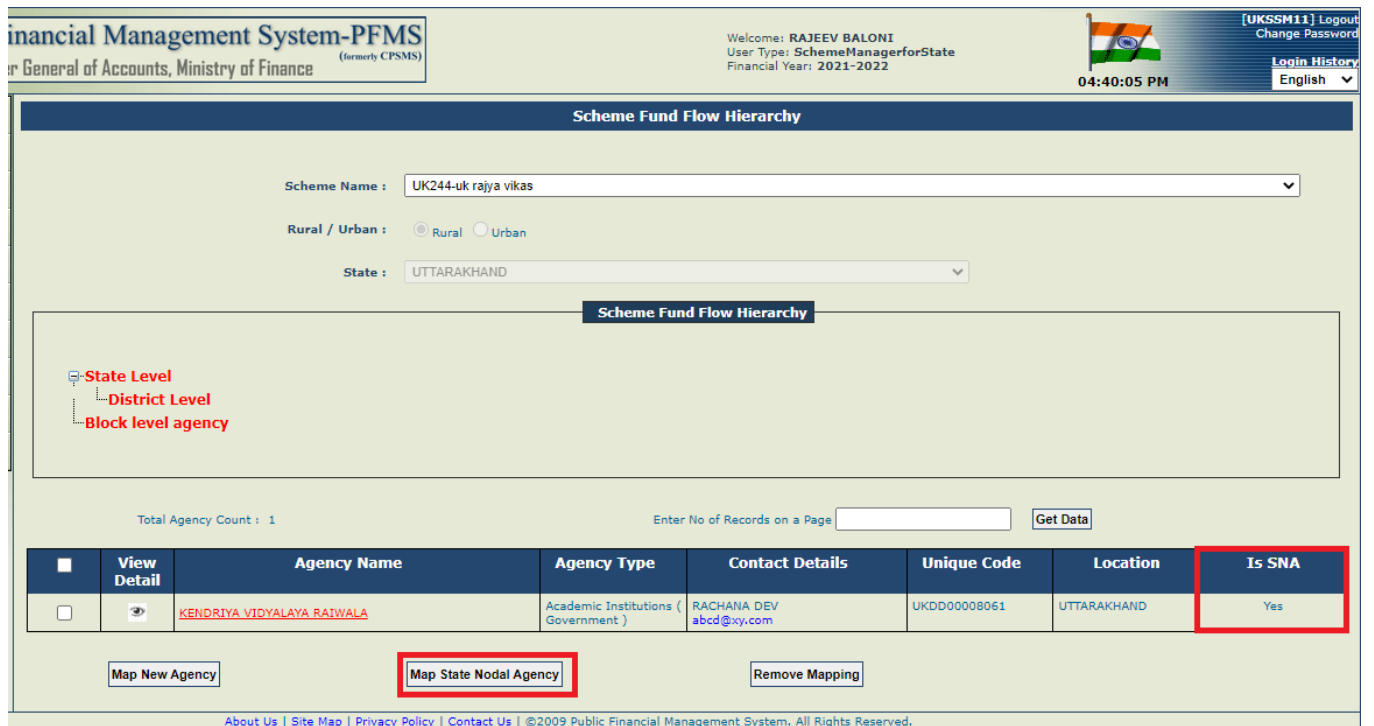 inancial Management System-PFMS
(formerly CPSMS)
er General of Accounts, Ministry of Finance
Welcome: RAJEEV BALONI
User Type: SchemeManagerforState
Financial Year: 2021-2022
04:40:05 PM
[UKSSM11] Logout
Change Password
Login History
English
Scheme Fund Flow Hierarchy
Scheme Name : UK244-uk rajya vikas
Rural / Urban : Rural Urban
State : UTTARAKHAND
Scheme Fund Flow Hierarchy
State Level
District Level
Block level agency
Total Agency Count : 1 Enter No of Records on a Page Get Data
View Detail Agency Name Agency Type Contact Details Unique Code Location Is SNA
KENDRIYA VIDYALAYA RAIWALA Academic Institutions ( Government ) RACHANA DEV abcd@xy.com UKDD00008061 UTTARAKHAND Yes
Map New Agency Map State Nodal Agency Remove Mapping
About Us | Site Map | Privacy Policy | Contact Us | ©2009 Public Financial Management System. All Rights Reserved.